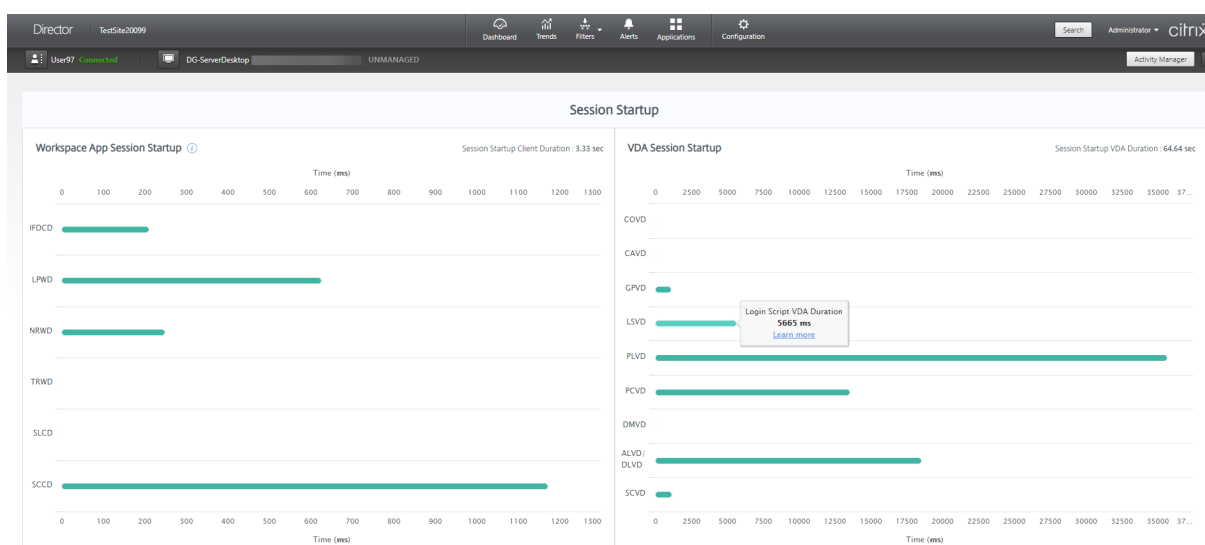 Director TestSite20099 Dashboard Trends Filters Alerts Applications Configuration Search Administrator citrix
User97 Connected DG-ServerDesktop UNMANAGED Activity Manager
Session Startup
Workspace App Session Startup Session Startup Client Duration : 3.33 sec
Time (ms)
0 100 200 300 400 500 600 700 800 900 1000 1100 1200 1300
IFDCD
LPWD
NRWD
TRWD
SLCD
SCCD
0 100 200 300 400 500 600 700 800 900 1000 1100 1200 1300
Time (ms)
VDA Session Startup Session Startup VDA Duration : 64.64 sec
Time (ms)
0 2500 5000 7500 10000 12500 15000 17500 20000 22500 25000 27500 30000 32500 35000 37...
COVD
CAVD
GPVD
LSVD
Login Script VDA Duration
5665 ms
Learn more
PLVD
PCVD
DMVD
ALVD/
DLVD
SCVD
0 2500 5000 7500 10000 12500 15000 17500 20000 22500 25000 27500 30000 32500 35000 37...
Time (ms)